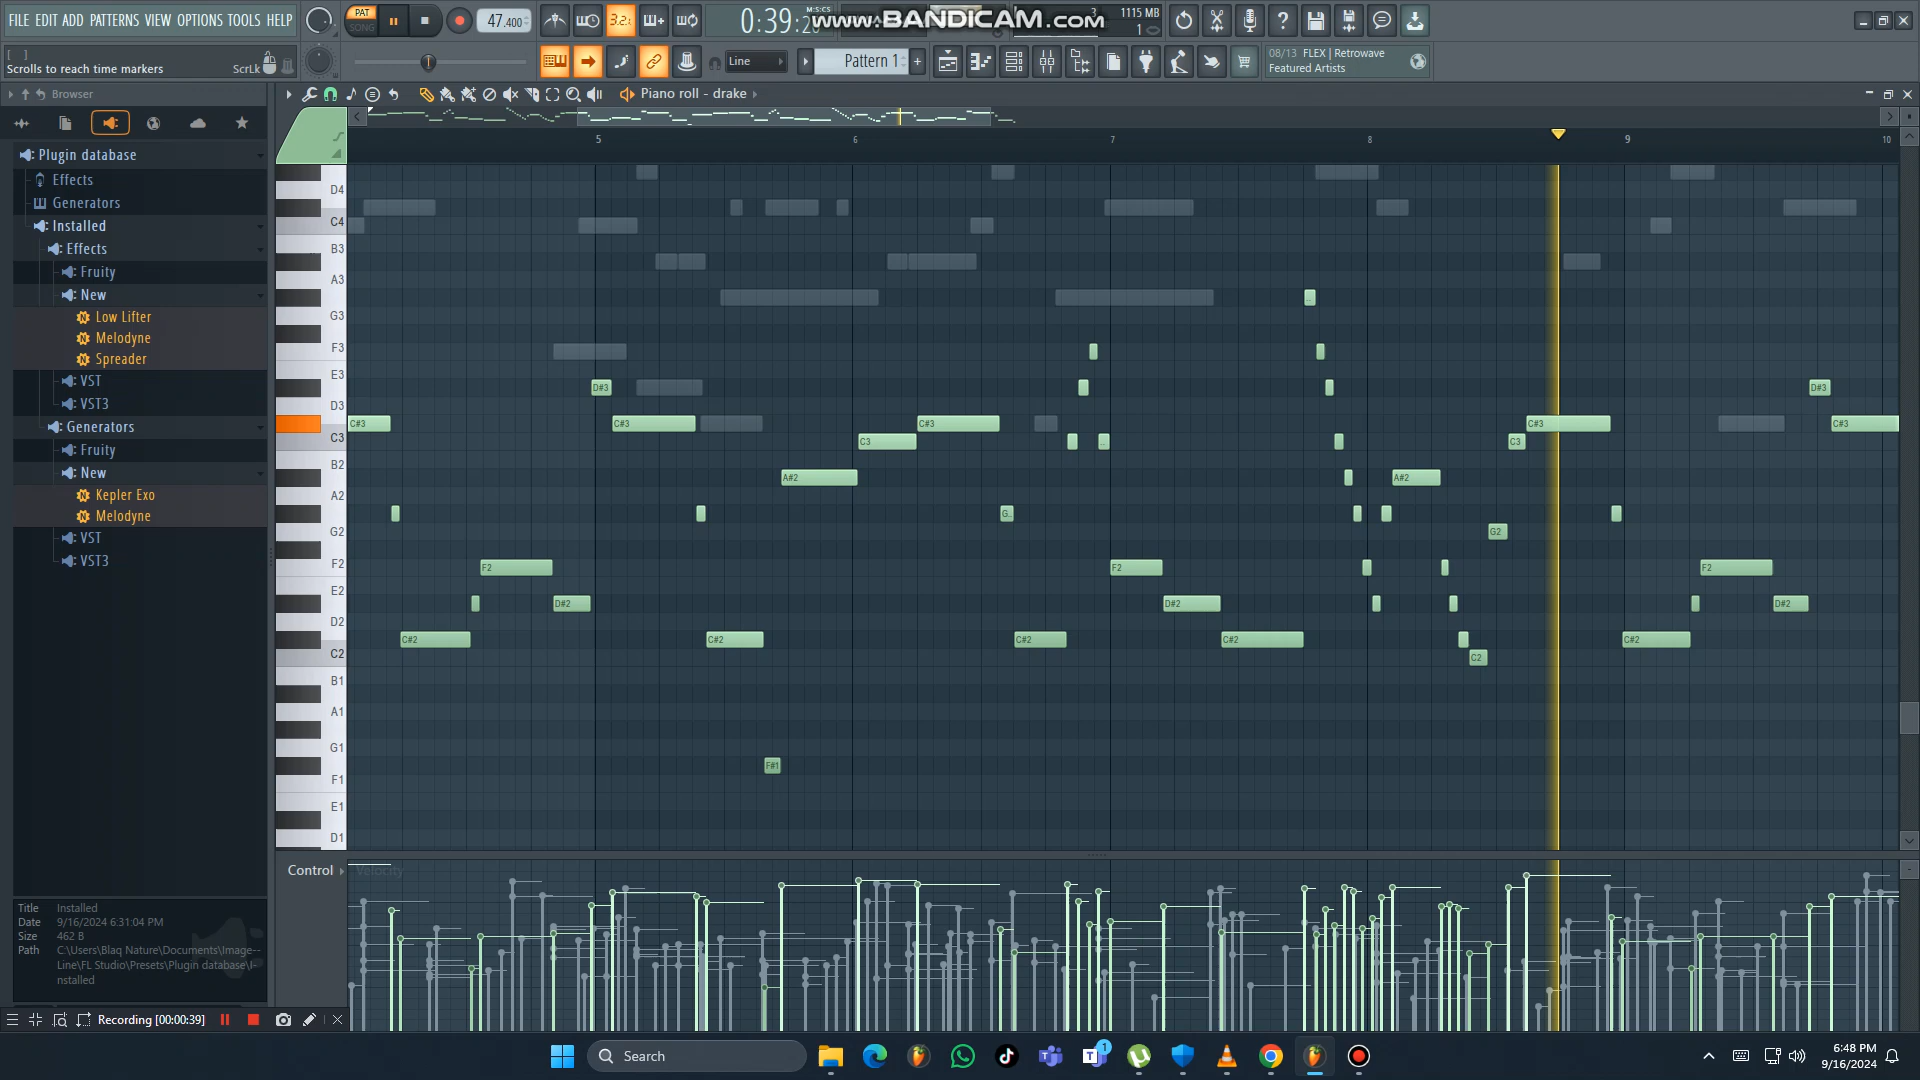 FILE EDIT ADD PATTERNS VIEW OPTIONS TOOLS HELP
PAT
SONG
47.400
3.2.
0:39
M:S:CS
www.BANDICAM.com
3
1115 MB
1
[ ]
Scrolls to reach time markers
ScrLk
Line
Pattern 1
08/13 FLEX | Retrowave
Featured Artists
Browser
Piano roll - drake
Plugin database
Effects
Generators
Installed
Effects
Fruity
New
Low Lifter
Melodyne
Spreader
VST
VST3
Generators
Fruity
New
Kepler Exo
Melodyne
VST
VST3
5 6 7 8 9 10
D4
C4
B3
A3
G3
F3
E3
D3
C3
B2
A2
G2
F2
E2
D2
C2
B1
A1
G1
F1
E1
D1
D#3 D#3
C#3 C#3 C#3 C#3 C#3
C3 C3
A#2 A#2
G..
G2
F2 F2 F2
D#2 D#2 D#2
C#2 C#2 C#2 C#2 C#2
C2
F#1
Control
Velocity
Title Installed
Date 9/16/2024 6:31:04 PM
Size 462 B
Path C:\Users\Blaq Nature\Documents\Image-
Line\FL Studio\Presets\Plugin database\I-
nstalled
Recording [00:00:39]
Search
1
6:48 PM
9/16/2024